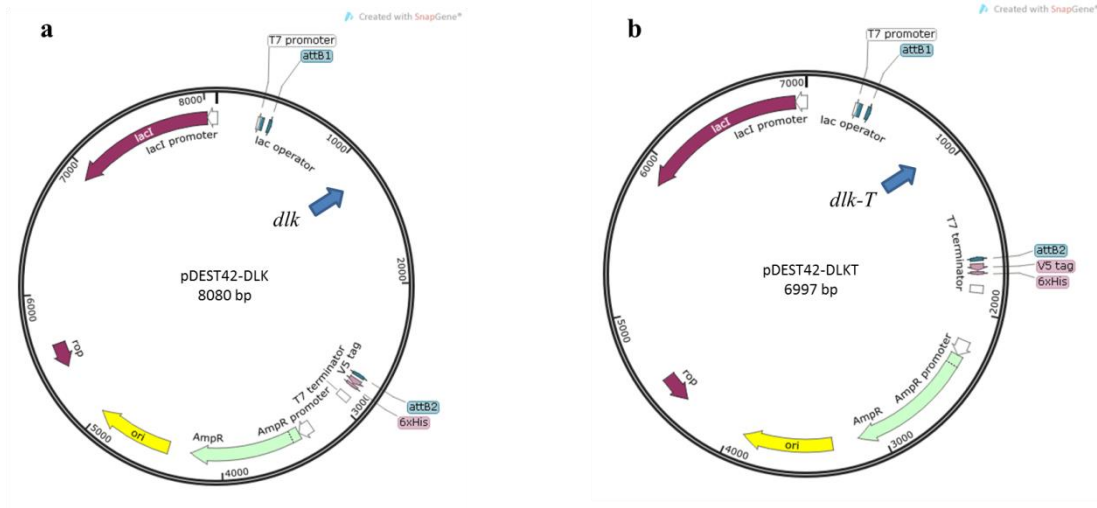 Created with SnapGene®
a
T7 promoter
attB1
8000
lacI
lacI promoter
lac operator
1000
7000
dlk
pDEST42-DLK
8080 bp
2000
6000
rop
T7 terminator
V5 tag
attB2
6xHis
3000
AmpR promoter
AmpR
ori
5000
4000
Created with SnapGene®
b
T7 promoter
attB1
7000
lacI
lacI promoter
lac operator
1000
6000
dlk-T
T7 terminator
attB2
V5 tag
6xHis
pDEST42-DLKT
6997 bp
2000
5000
rop
AmpR promoter
AmpR
ori
4000
3000